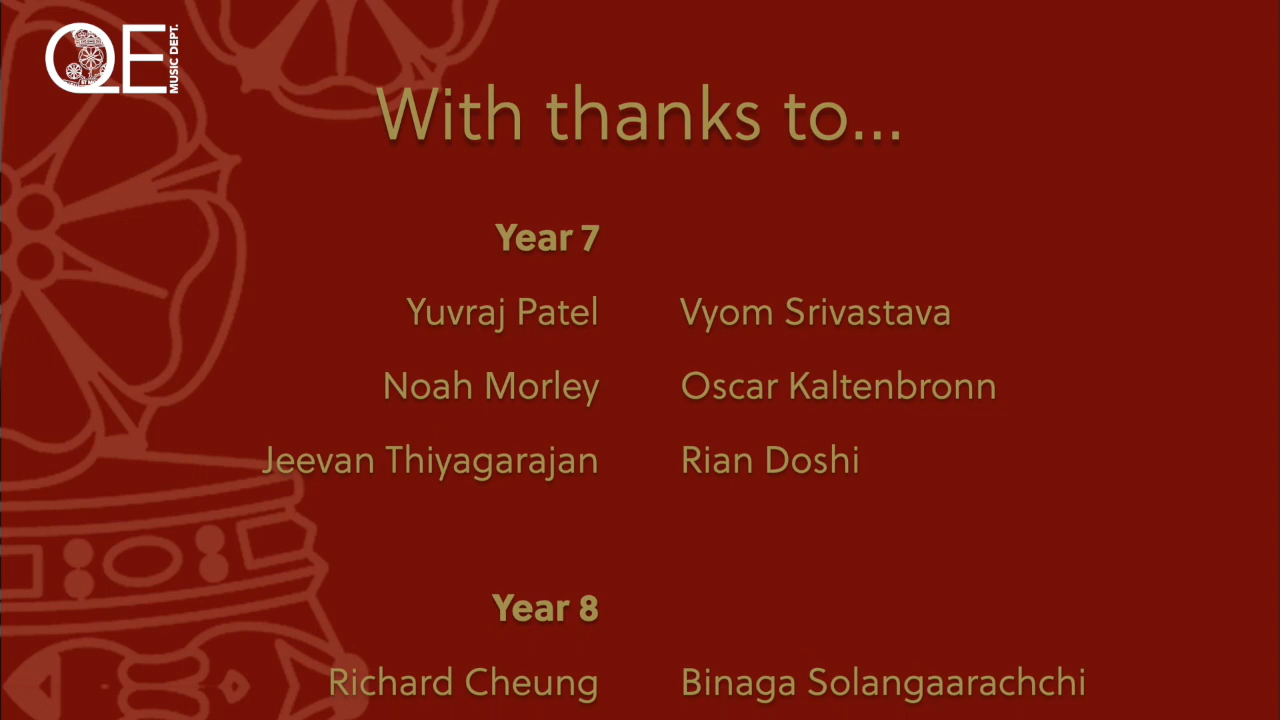 QE
MUSIC DEPT.
With thanks to...
Year 7
Yuvraj Patel Vyom Srivastava
Noah Morley Oscar Kaltenbronn
Jeevan Thiyagarajan Rian Doshi
Year 8
Richard Cheung Binaga Solangaarachchi